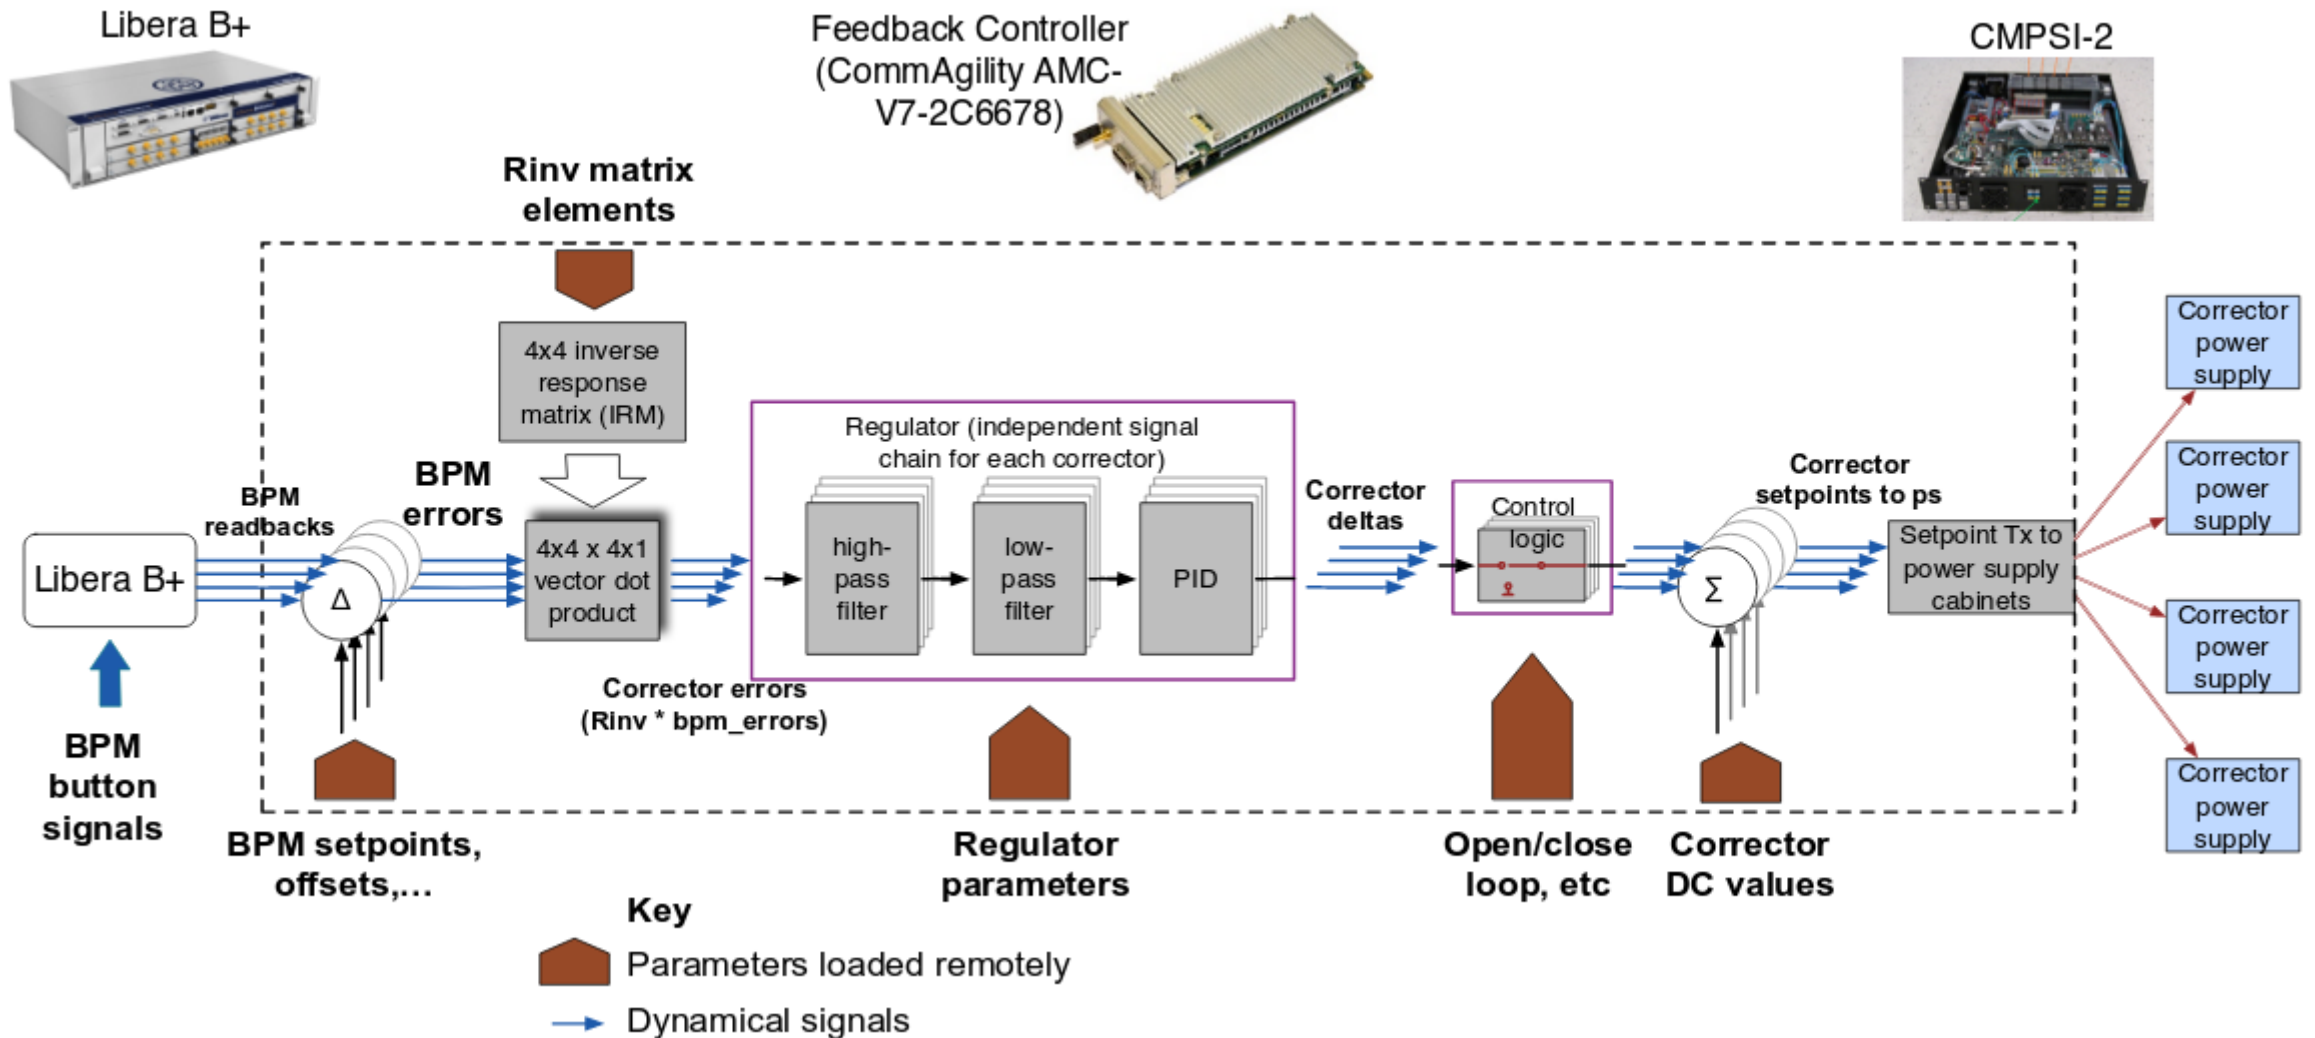 Libera B+
Feedback Controller
(CommAgility AMC-
V7-2C6678)
CMPSI-2
Rinv matrix
elements
4x4 inverse
response
matrix (IRM)
Regulator (independent signal
chain for each corrector)
BPM
readbacks
BPM
errors
Libera B+
Δ
4x4 x 4x1
vector dot
product
high-
pass
filter
low-
pass
filter
PID
Corrector
deltas
Control
logic
Σ
Corrector
setpoints to ps
Setpoint Tx to
power supply
cabinets
Corrector
power
supply
Corrector
power
supply
Corrector
power
supply
Corrector
power
supply
Corrector errors
(Rinv * bpm_errors)
BPM
button
signals
BPM setpoints,
offsets,...
Regulator
parameters
Open/close
loop, etc
Corrector
DC values
Key
Parameters loaded remotely
Dynamical signals